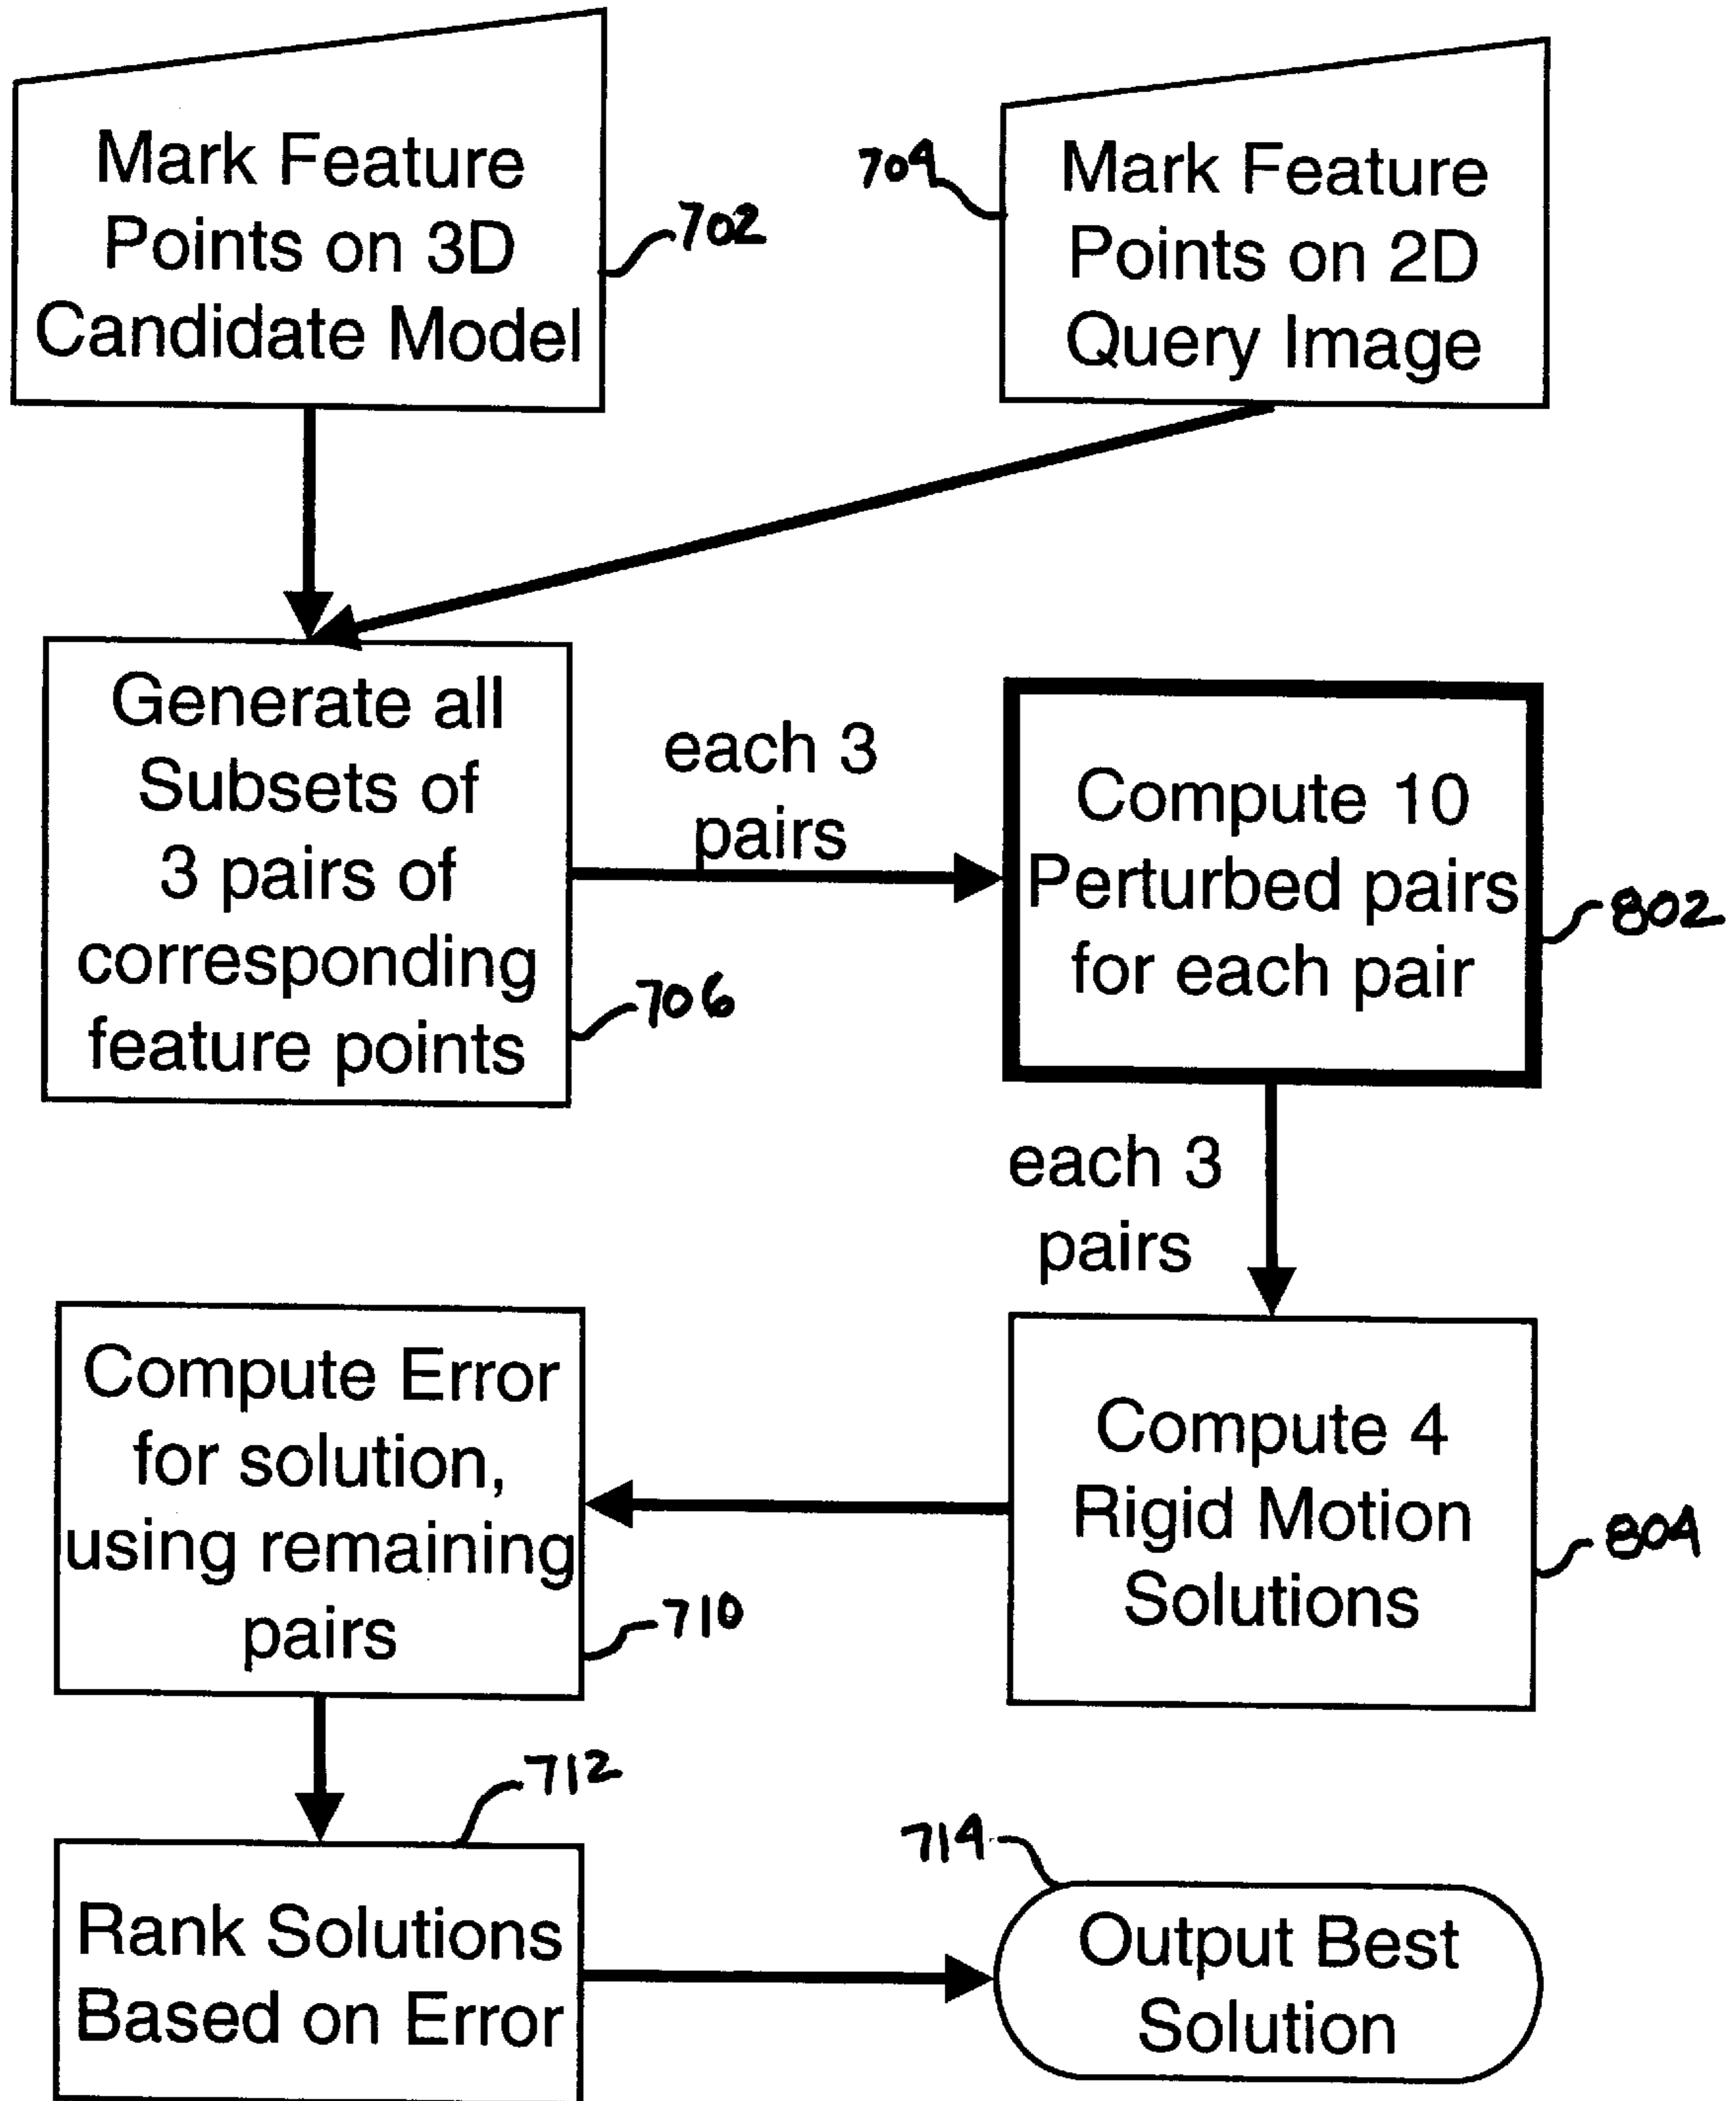 Mark Feature
Points on 3D
Candidate Model
702
704
Mark Feature
Points on 2D
Query Image
Generate all
Subsets of
3 pairs of
corresponding
feature points
706
each 3
pairs
Compute 10
Perturbed pairs
for each pair
802
each 3
pairs
Compute 4
Rigid Motion
Solutions
804
Compute Error
for solution,
using remaining
pairs
710
712
Rank Solutions
Based on Error
714
Output Best
Solution